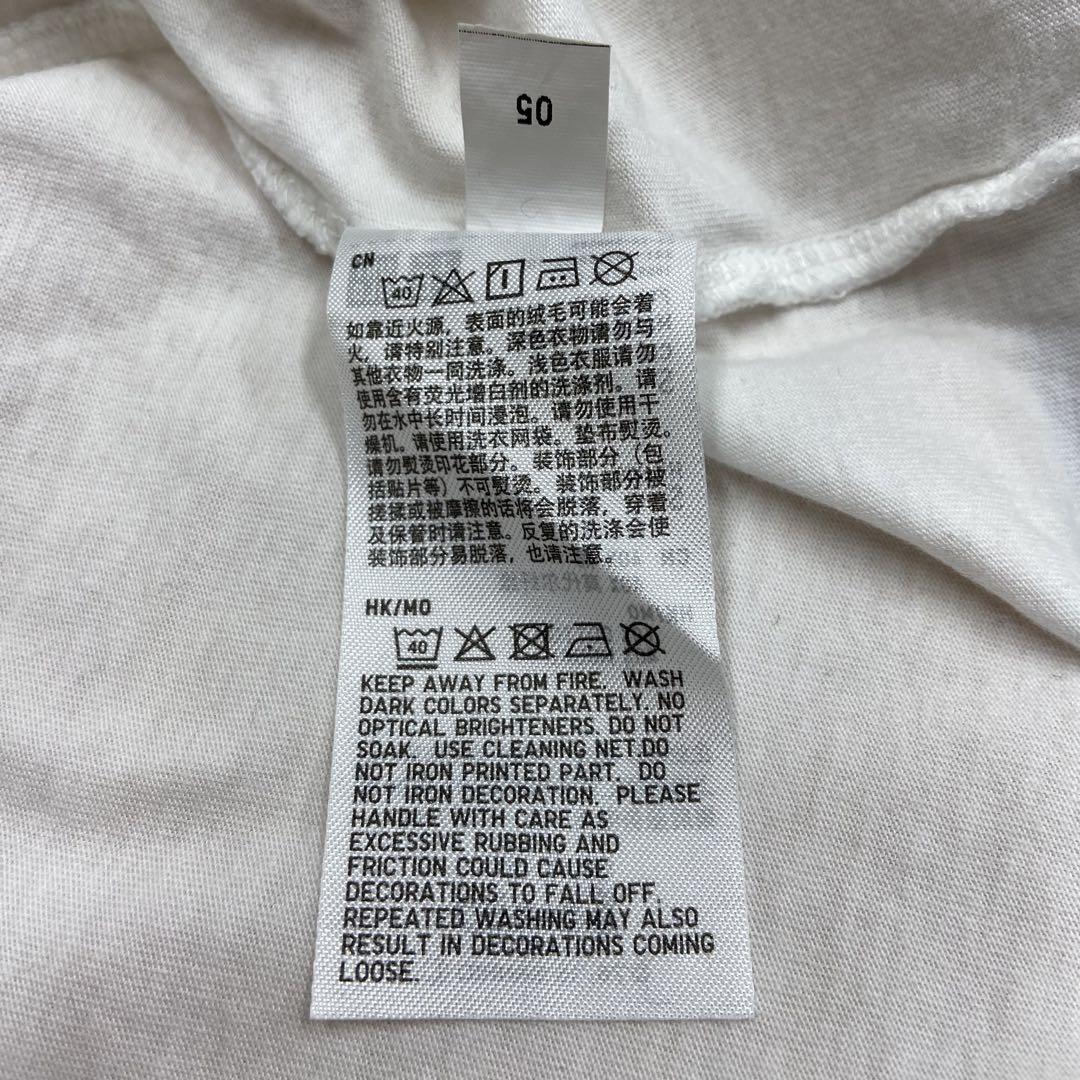 05
CN
40
如靠近火源，表面的绒毛可能会着
火，请特别注意。深色衣物请勿与
其他衣物一同洗涤。浅色衣服请勿
使用含有荧光增白剂的洗涤剂。请
勿在水中长时间浸泡。请勿使用干
燥机。请使用洗衣网袋。垫布熨烫。
请勿熨烫印花部分。装饰部分（包
括贴片等）不可熨烫。装饰部分被
搓揉或被摩擦的话将会脱落，穿着
及保管时请注意。反复的洗涤会使
装饰部分易脱落，也请注意。
HK/MO
40
KEEP AWAY FROM FIRE. WASH
DARK COLORS SEPARATELY. NO
OPTICAL BRIGHTENERS. DO NOT
SOAK. USE CLEANING NET.DO
NOT IRON PRINTED PART. DO
NOT IRON DECORATION. PLEASE
HANDLE WITH CARE AS
EXCESSIVE RUBBING AND
FRICTION COULD CAUSE
DECORATIONS TO FALL OFF.
REPEATED WASHING MAY ALSO
RESULT IN DECORATIONS COMING
LOOSE.